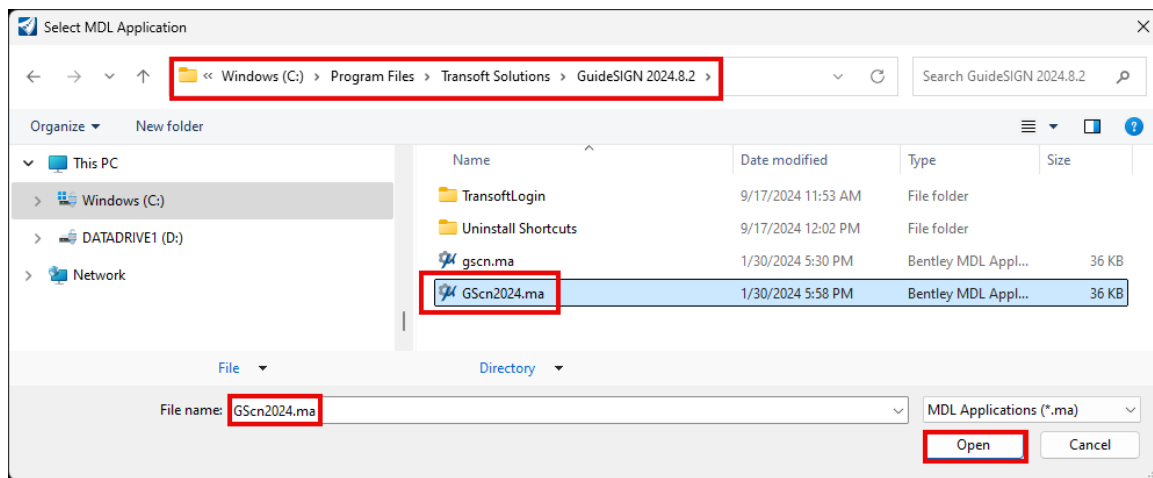 Select MDL Application
« Windows (C:) > Program Files > Transoft Solutions > GuideSIGN 2024.8.2 >
Search GuideSIGN 2024.8.2
Organize
New folder
This PC
Windows (C:)
DATADRIVE1 (D:)
Network
Name Date modified Type Size
TransoftLogin 9/17/2024 11:53 AM File folder
Uninstall Shortcuts 9/17/2024 12:02 PM File folder
gscn.ma 1/30/2024 5:30 PM Bentley MDL Appl... 36 KB
GScn2024.ma 1/30/2024 5:58 PM Bentley MDL Appl... 36 KB
File Directory
File name: GScn2024.ma MDL Applications (*.ma)
Open Cancel